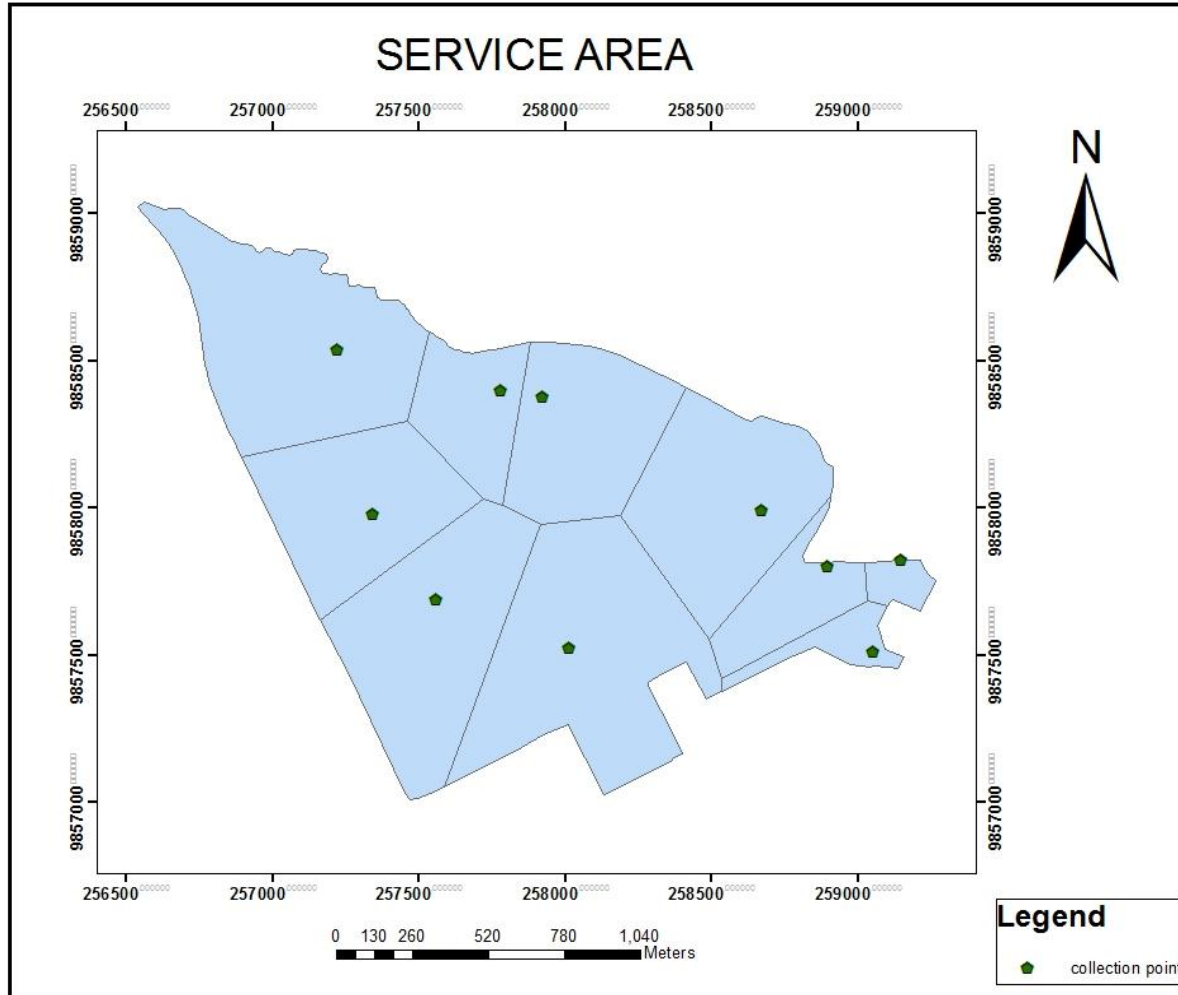 SERVICE AREA
256500 257000 257500 258000 258500 259000
N
9859000 9859000
9858500 9858500
9858000 9858000
9857500 9857500
9857000 9857000
256500 257000 257500 258000 258500 259000
0 130 260 520 780 1,040
Meters
Legend
collection point